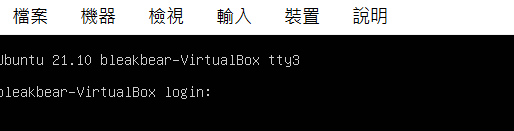 檔案 機器 檢視 輸入 裝置 說明
Ubuntu 21.10 bleakbear-VirtualBox tty3
bleakbear-VirtualBox login: